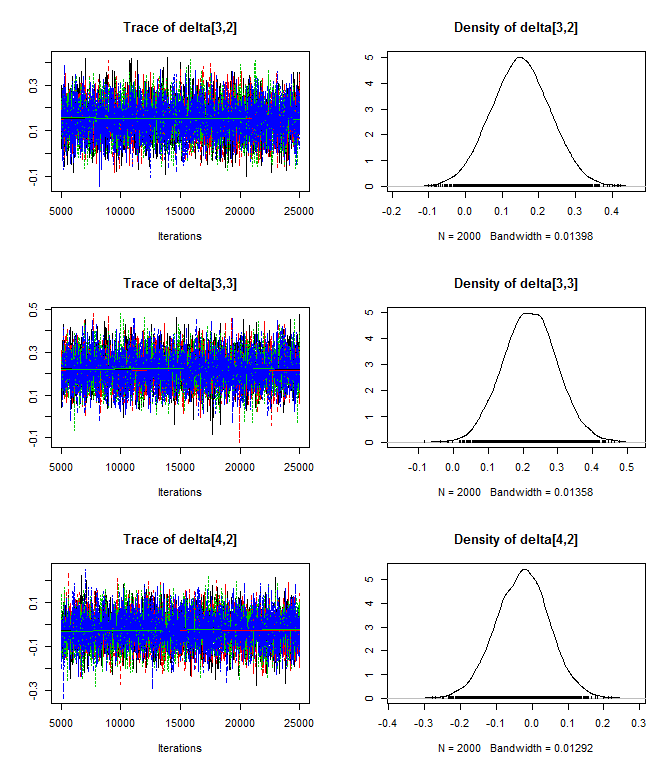 Trace of delta[3,2]
0.3
0.1
-0.1
5000 10000 15000 20000 25000
Iterations
Density of delta[3,2]
5
4
3
2
1
0
-0.2 -0.1 0.0 0.1 0.2 0.3 0.4
N = 2000 Bandwidth = 0.01398
Trace of delta[3,3]
0.5
0.3
0.1
-0.1
5000 10000 15000 20000 25000
Iterations
Density of delta[3,3]
5
4
3
2
1
0
-0.1 0.0 0.1 0.2 0.3 0.4 0.5
N = 2000 Bandwidth = 0.01358
Trace of delta[4,2]
0.1
-0.1
-0.3
5000 10000 15000 20000 25000
Iterations
Density of delta[4,2]
5
4
3
2
1
0
-0.4 -0.3 -0.2 -0.1 0.0 0.1 0.2 0.3
N = 2000 Bandwidth = 0.01292